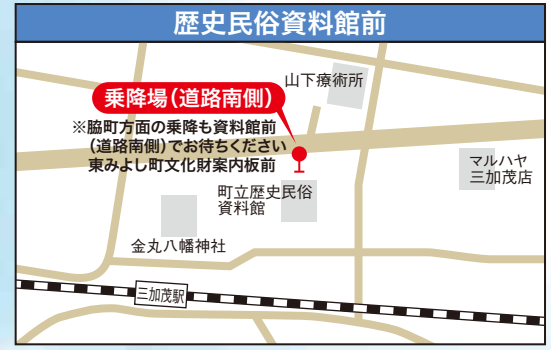 歴史民俗資料館前
山下療術所
乗降場(道路南側)
※脇町方面の乗降も資料館前
(道路南側)でお待ちください
東みよし町文化財案内板前
マルハヤ
三加茂店
町立歴史民俗
資料館
金丸八幡神社
三加茂駅